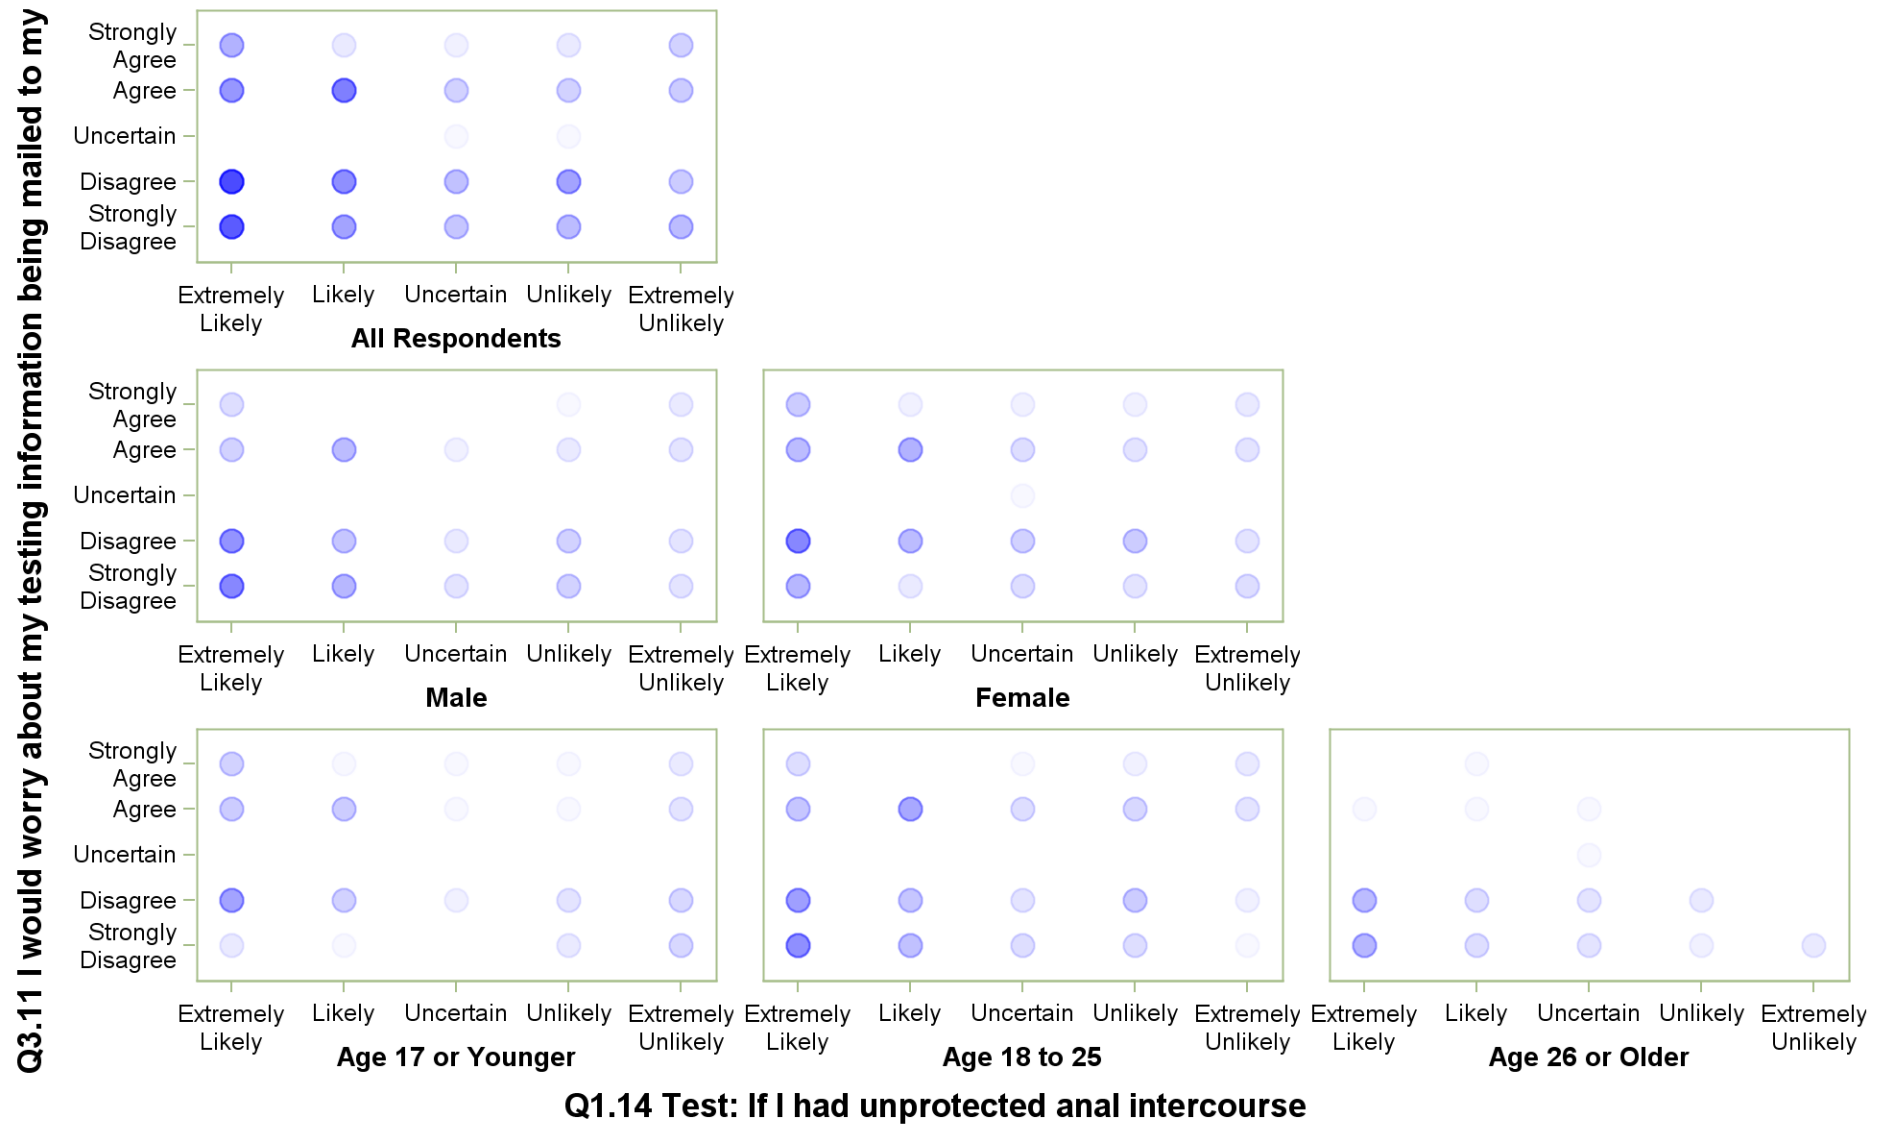 Q3.11 I would worry about my testing information being mailed to my
Strongly
Agree
Agree
Uncertain
Disagree
Strongly
Disagree
Extremely
Likely
Likely
Uncertain
Unlikely
Extremely
Unlikely
All Respondents
Strongly
Agree
Agree
Uncertain
Disagree
Strongly
Disagree
Extremely
Likely
Likely
Uncertain
Unlikely
Extremely
Unlikely
Male
Extremely
Likely
Likely
Uncertain
Unlikely
Extremely
Unlikely
Female
Strongly
Agree
Agree
Uncertain
Disagree
Strongly
Disagree
Extremely
Likely
Likely
Uncertain
Unlikely
Extremely
Unlikely
Age 17 or Younger
Extremely
Likely
Likely
Uncertain
Unlikely
Extremely
Unlikely
Age 18 to 25
Extremely
Likely
Likely
Uncertain
Unlikely
Extremely
Unlikely
Age 26 or Older
Q1.14 Test: If I had unprotected anal intercourse